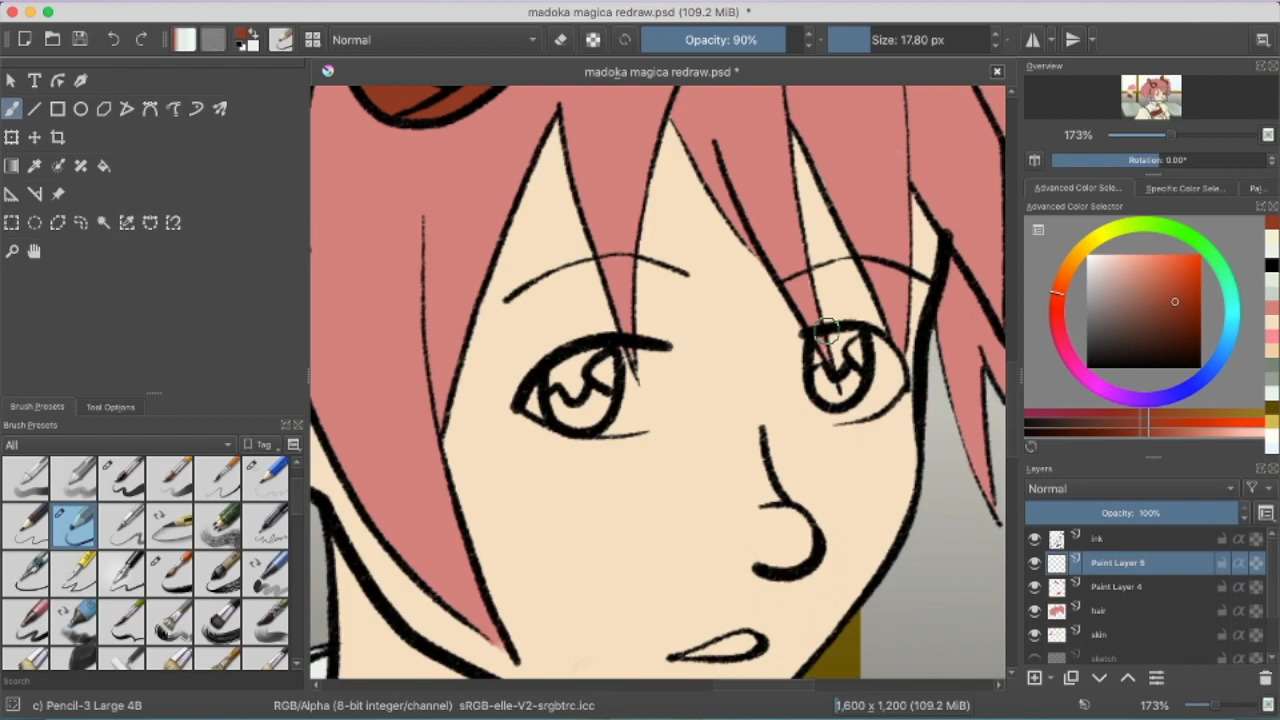 madoka magica redraw.psd (109.2 MiB) *
Normal
Opacity: 90%
Size: 17.80 px
madoka magica redraw.psd *
Overview
173%
Rotation: 0.00°
Advanced Color Sele...
Specific Color Sele...
Pa...
Advanced Color Selector
Brush Presets
Tool Options
Brush Presets
All
Tag
Layers
Normal
Opacity: 100%
ink
Paint Layer 5
Paint Layer 4
hair
skin
sketch
Search
c) Pencil-3 Large 4B
RGB/Alpha (8-bit integer/channel) sRGB-elle-V2-srgbtrc.icc
1,600 x 1,200 (109.2 MiB)
173%